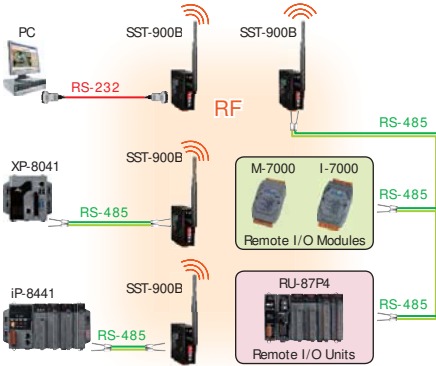 PC
SST-900B
SST-900B
RS-232
RF
RS-485
XP-8041
SST-900B
RS-485
M-7000
I-7000
RS-485
Remote I/O Modules
iP-8441
SST-900B
RS-485
RU-87P4
RS-485
Remote I/O Units